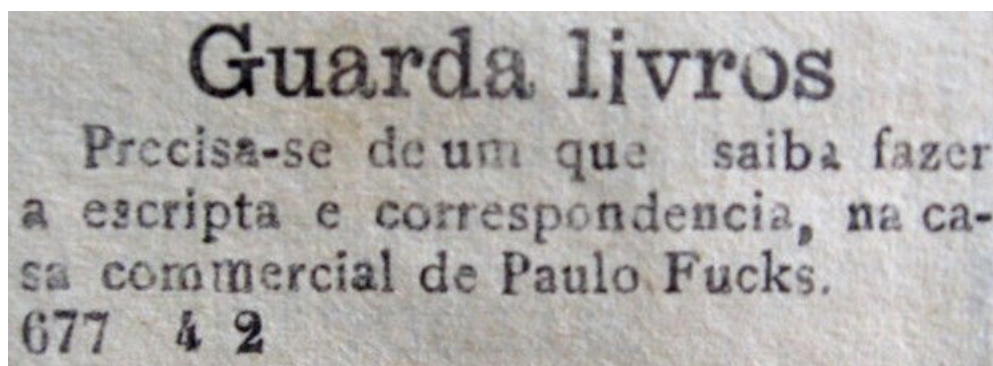 Guarda livros
Precisa-se de um que saiba fazer
a escripta e correspondencia, na ca-
sa commercial de Paulo Fucks.
677 4 2